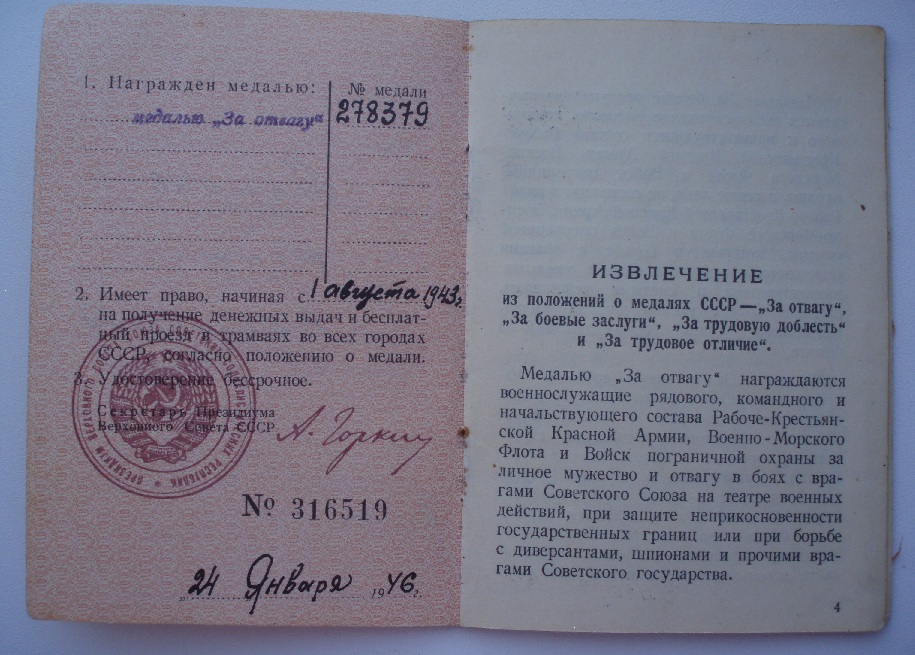 1. Награжден медалью:
№ медали
медалью „За отвагу“
278379
2. Имеет право, начиная с 1 августа 1943 г.
на получение денежных выдач и бесплат-
ный проезд в трамваях во всех городах
СССР, согласно положению о медали.
3. Удостоверение бессрочное.
Секретарь Президиума
Верховного Совета СССР
А. Горкин
№ 316519
„24 Января 1946 г.
ИЗВЛЕЧЕНИЕ
из положений о медалях СССР—„За отвагу“,
„За боевые заслуги“, „За трудовую доблесть“
и „За трудовое отличие“.
Медалью „За отвагу“ награждаются
военнослужащие рядового, командного и
начальствующего состава Рабоче-Крестьян-
ской Красной Армии, Военно-Морского
Флота и Войск пограничной охраны за
личное мужество и отвагу в боях с вра-
гами Советского Союза на театре военных
действий, при защите неприкосновенности
государственных границ или при борьбе
с диверсантами, шпионами и прочими вра-
гами Советского государства.
4